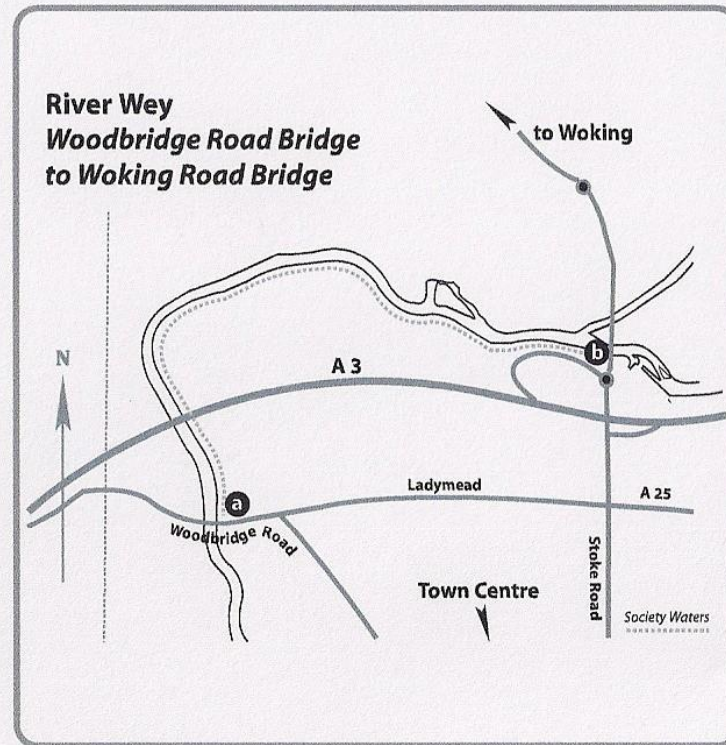 River Wey
Woodbridge Road Bridge
to Woking Road Bridge
to Woking
N
b
A 3
a
Ladymead
A 25
Woodbridge Road
Stoke Road
Town Centre
Society Waters